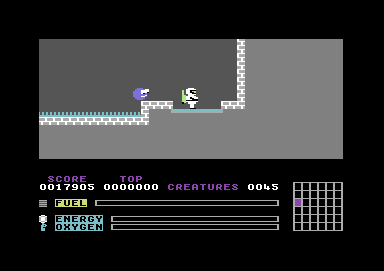 SCORE TOP
0017905 0000000 CREATURES 0045
FUEL
ENERGY
OXYGEN